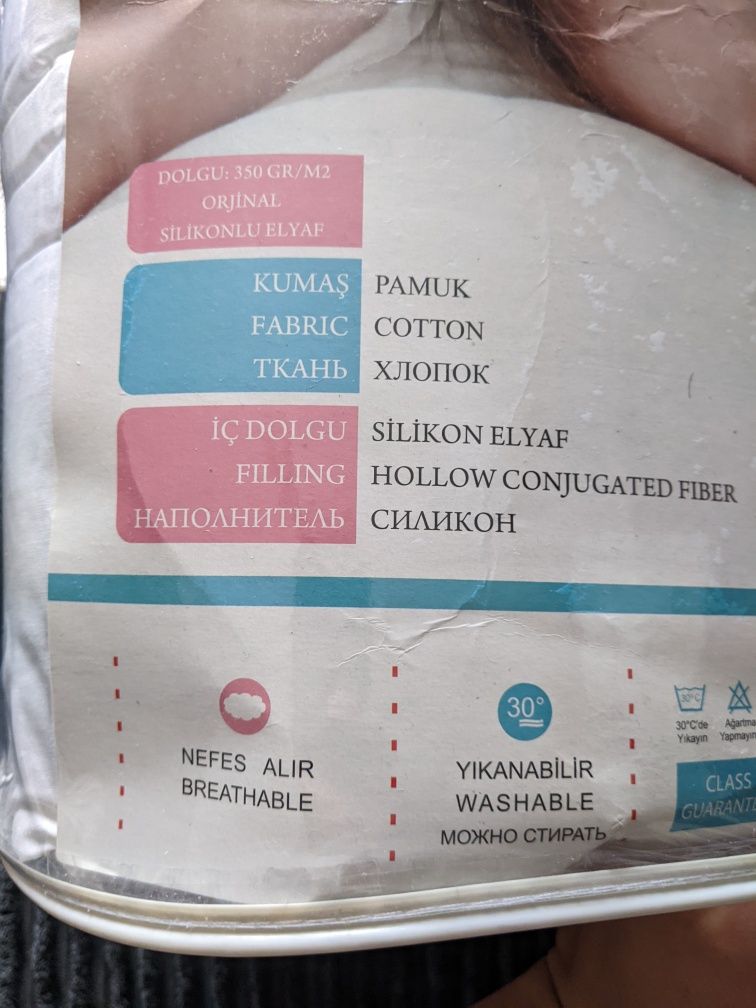 DOLGU: 350 GR/M2
ORJİNAL
SİLİKONLU ELYAF
KUMAŞ PAMUK
FABRIC COTTON
ТКАНЬ ХЛОПОК
İÇ DOLGU SİLİKON ELYAF
FILLING HOLLOW CONJUGATED FIBER
НАПОЛНИТЕЛЬ СИЛИКОН
NEFES ALIR
BREATHABLE
30°
YIKANABİLİR
WASHABLE
МОЖНО СТИРАТЬ
30°C
30°C'de
Yıkayın
Ağartma
Yapmayın
CLASS